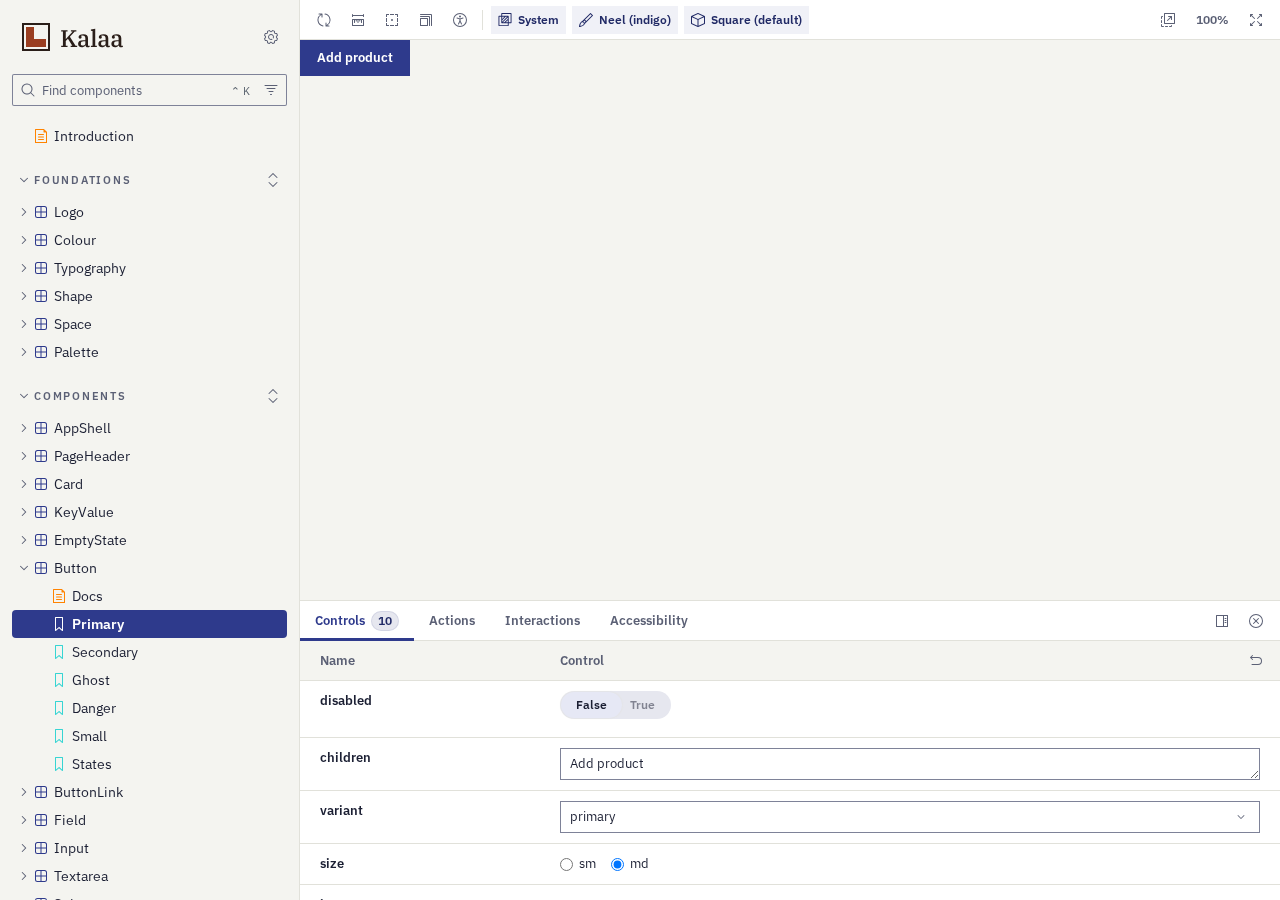 Kalaa
Find components
⌃ K
Introduction
FOUNDATIONS
Logo
Colour
Typography
Shape
Space
Palette
COMPONENTS
AppShell
PageHeader
Card
KeyValue
EmptyState
Button
Docs
Primary
Secondary
Ghost
Danger
Small
States
ButtonLink
Field
Input
Textarea
System
Neel (indigo)
Square (default)
100%
Add product
Controls 10
Actions
Interactions
Accessibility
Name
Control
disabled
False True
children
Add product
variant
primary
size
sm md